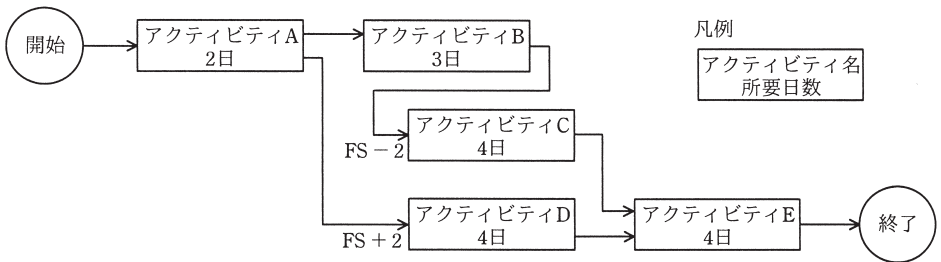 開始
アクティビティA
2日
アクティビティB
3日
凡例
アクティビティ名
所要日数
FS－2
アクティビティC
4日
FS＋2
アクティビティD
4日
アクティビティE
4日
終了